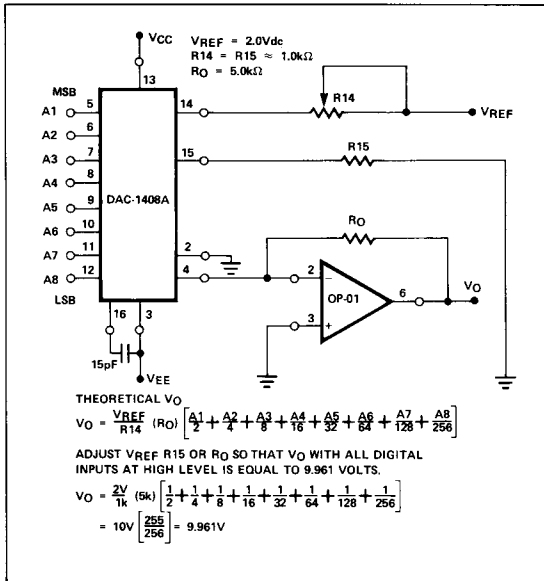 VCC
VREF = 2.0Vdc
R14 = R15 ≈ 1.0kΩ
RO = 5.0kΩ
13
MSB
A1 5
A2 6
A3 7
A4 8
A5 9
A6 10
A7 11
A8 12
LSB
DAC-1408A
14
15
2
4
16
3
R14
VREF
R15
RO
2
−
OP-01
6
VO
3
+
15pF
VEE
THEORETICAL VO
VO = VREF/R14 (RO) [A1/2 + A2/4 + A3/8 + A4/16 + A5/32 + A6/64 + A7/128 + A8/256]
ADJUST VREF R15 OR RO SO THAT VO WITH ALL DIGITAL
INPUTS AT HIGH LEVEL IS EQUAL TO 9.961 VOLTS.
VO = 2V/1k (5k) [1/2 + 1/4 + 1/8 + 1/16 + 1/32 + 1/64 + 1/128 + 1/256]
= 10V [255/256] = 9.961V